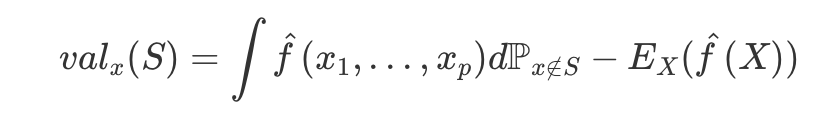 val_x(S) = ∫ f̂(x_1, . . . , x_p)dℙ_{x∉S} − E_X(f̂(X))